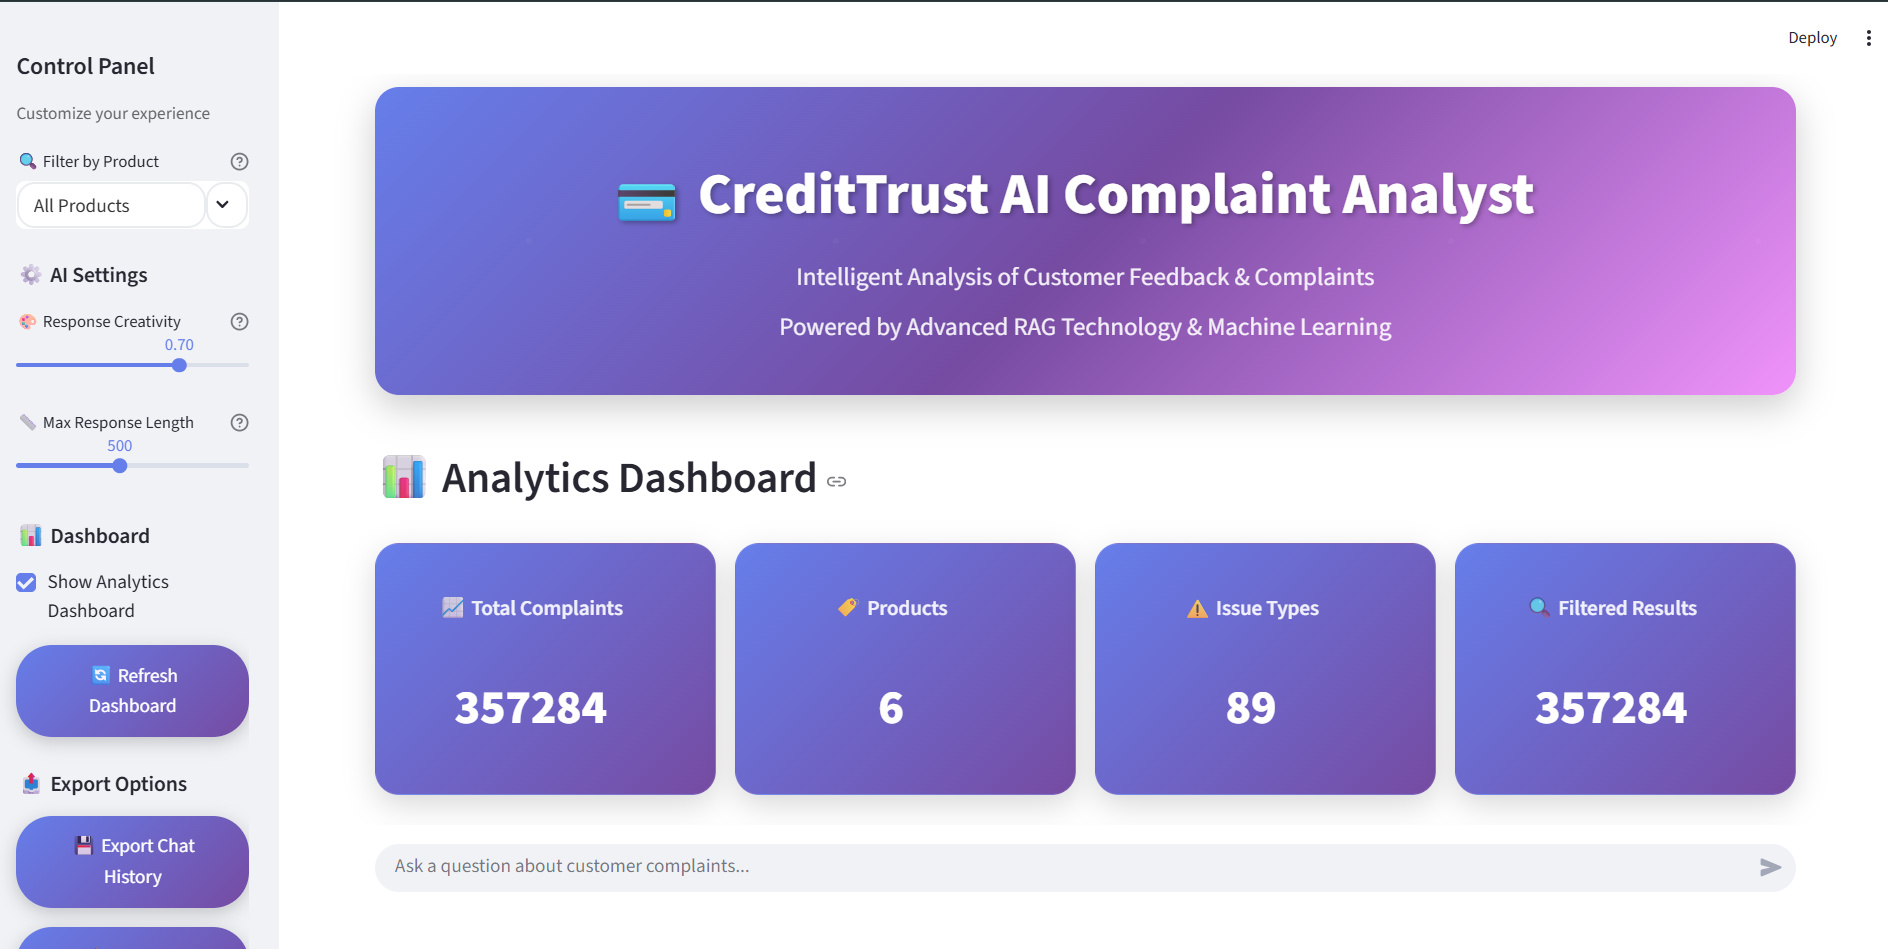 Control Panel
Customize your experience
Filter by Product
All Products
AI Settings
Response Creativity
0.70
Max Response Length
500
Dashboard
Show Analytics
Dashboard
Refresh
Dashboard
Export Options
Export Chat
History
Deploy
CreditTrust AI Complaint Analyst
Intelligent Analysis of Customer Feedback & Complaints
Powered by Advanced RAG Technology & Machine Learning
Analytics Dashboard
Total Complaints
357284
Products
6
Issue Types
89
Filtered Results
357284
Ask a question about customer complaints...